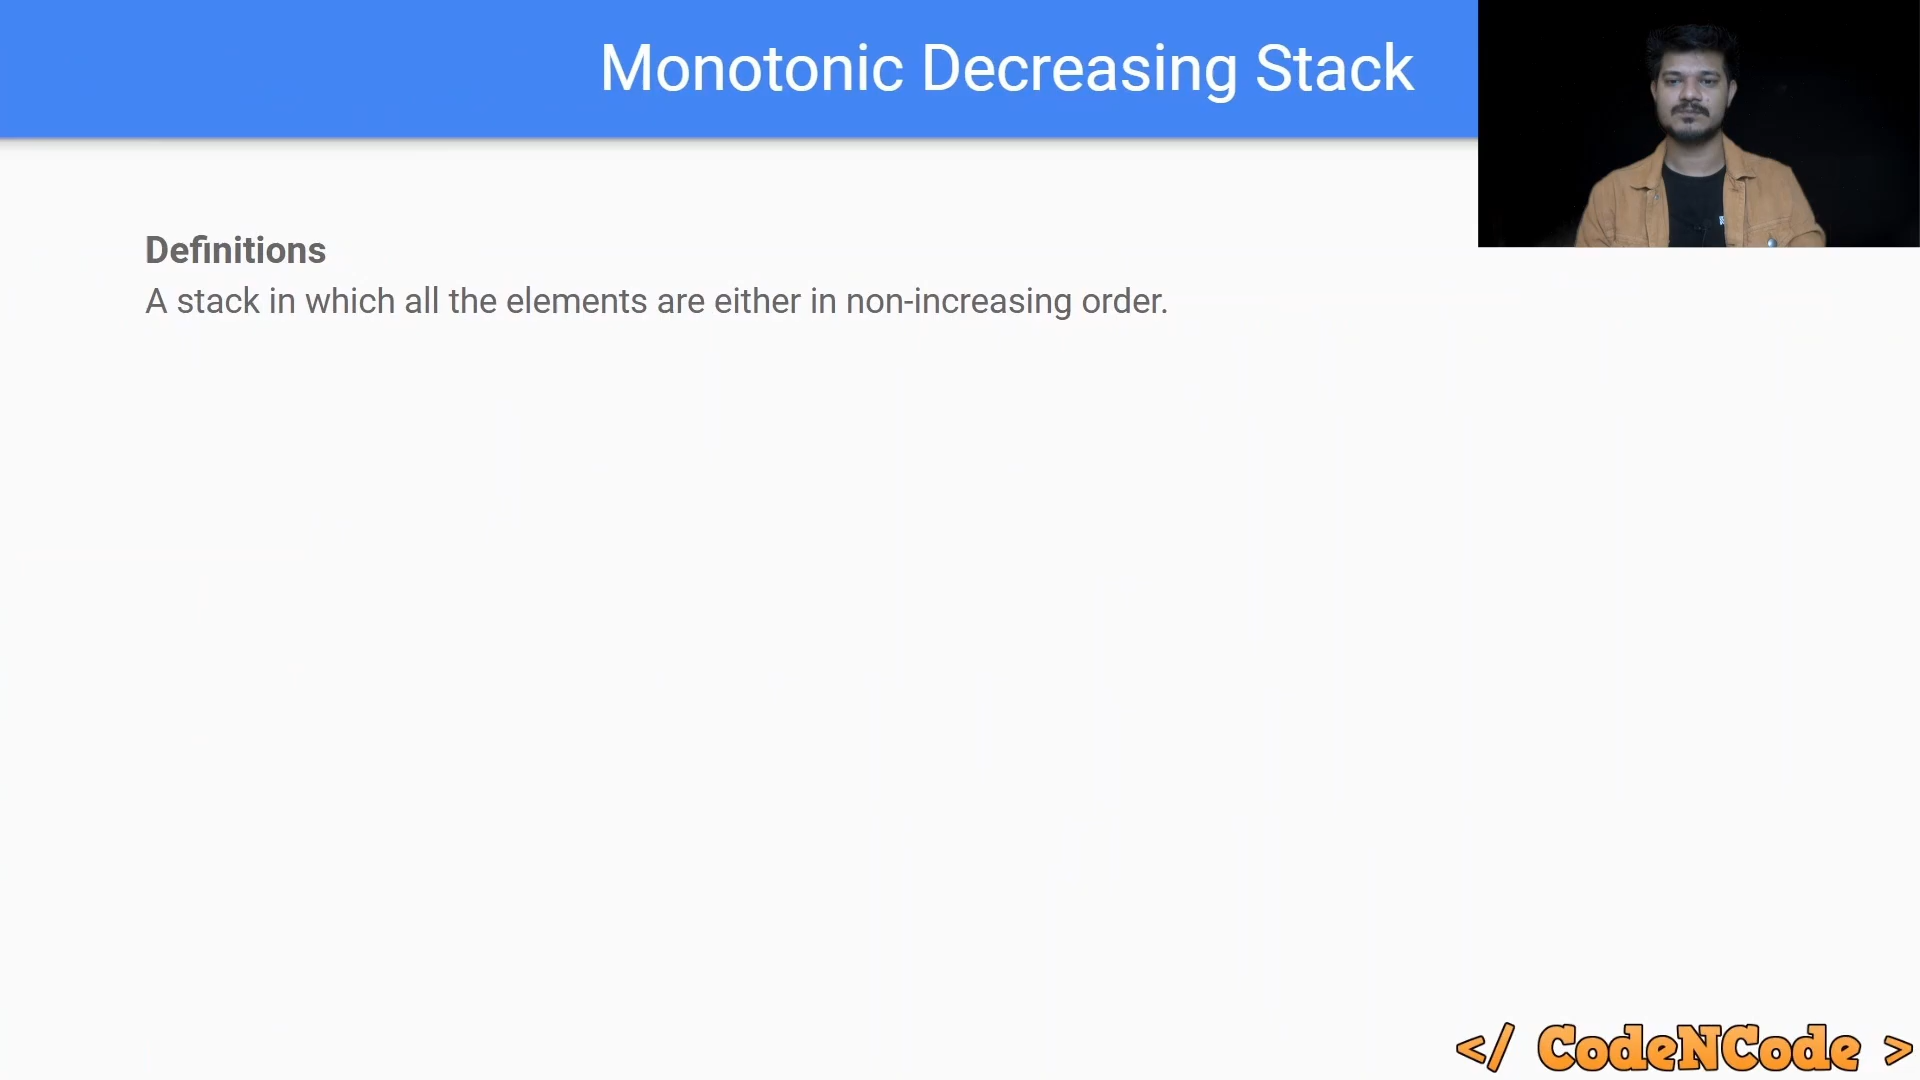 Monotonic Decreasing Stack
Definitions
A stack in which all the elements are either in non-increasing order.
</ CodeNCode >